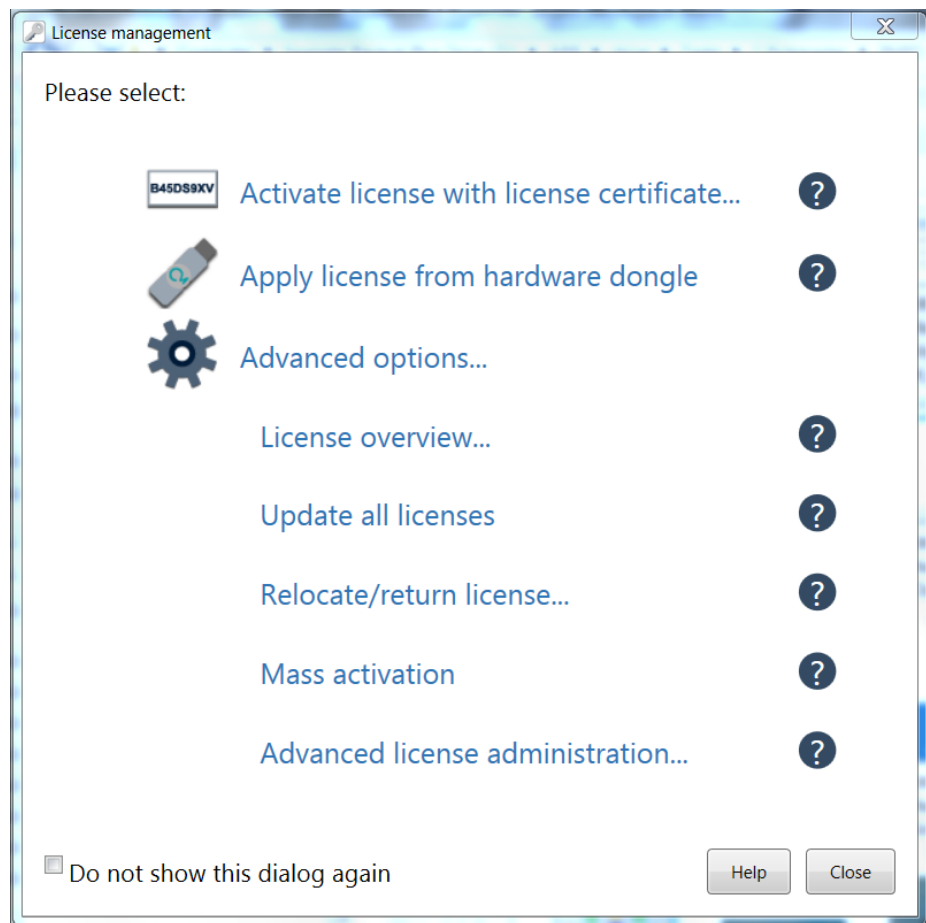 License management
Please select:
B45DS9XV
Activate license with license certificate...
?
Apply license from hardware dongle
?
Advanced options...
License overview...
?
Update all licenses
?
Relocate/return license...
?
Mass activation
?
Advanced license administration...
?
Do not show this dialog again
Help
Close